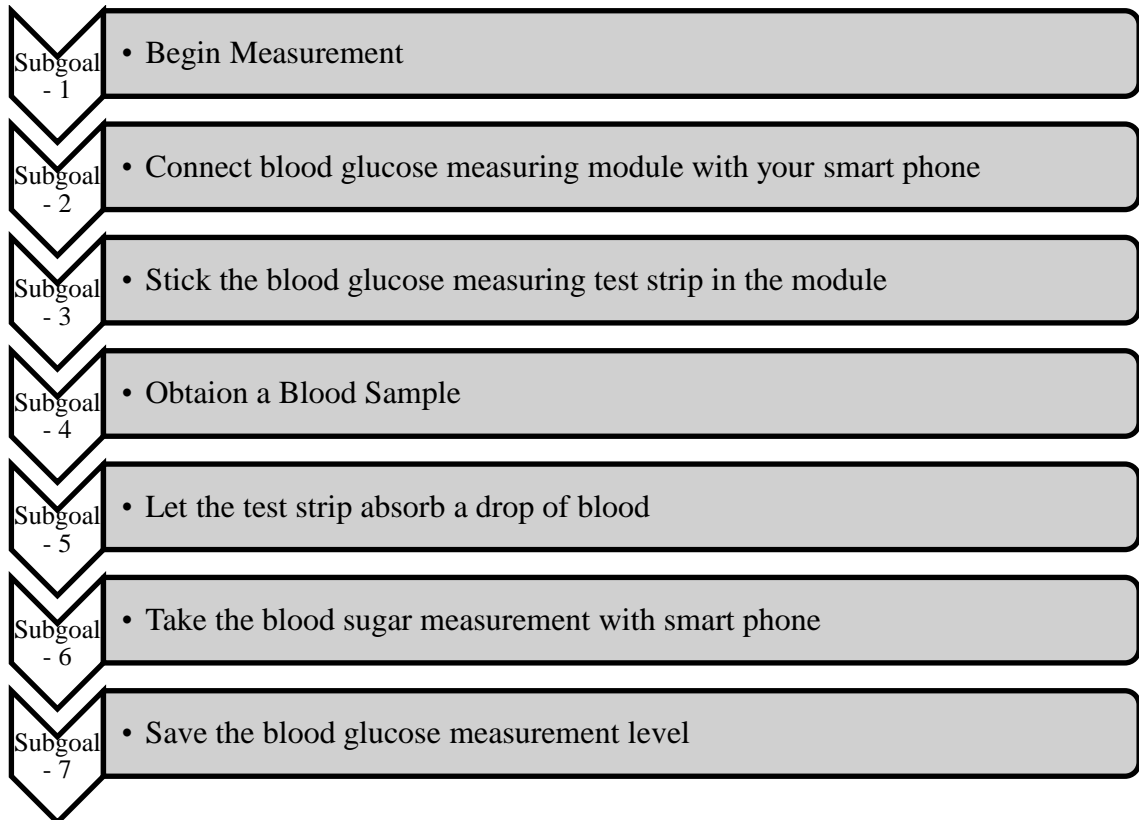 Subgoal
- 1
• Begin Measurement
Subgoal
- 2
• Connect blood glucose measuring module with your smart phone
Subgoal
- 3
• Stick the blood glucose measuring test strip in the module
Subgoal
- 4
• Obtaion a Blood Sample
Subgoal
- 5
• Let the test strip absorb a drop of blood
Subgoal
- 6
• Take the blood sugar measurement with smart phone
Subgoal
- 7
• Save the blood glucose measurement level